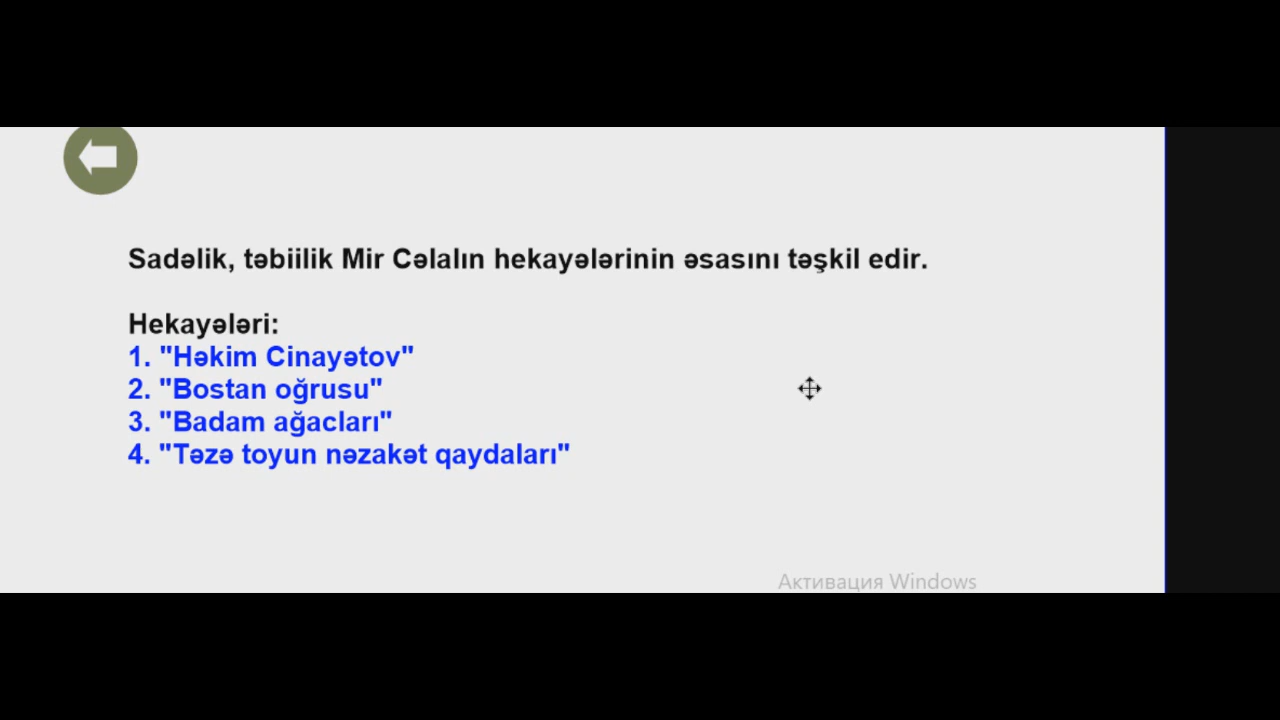 Sadəlik, təbiilik Mir Cəlalın hekayələrinin əsasını təşkil edir.
Hekayələri:
1. "Həkim Cinayətov"
2. "Bostan oğrusu"
3. "Badam ağacları"
4. "Təzə toyun nəzakət qaydaları"
Активация Windows